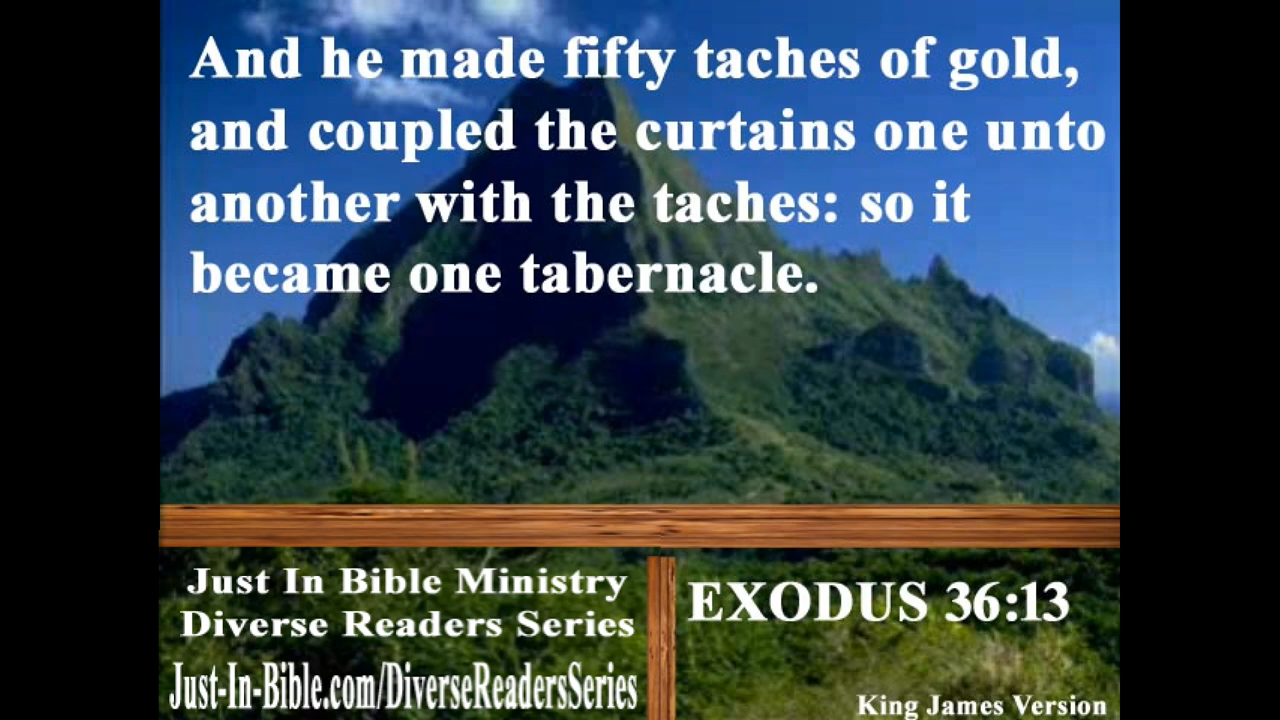 And he made fifty taches of gold,
and coupled the curtains one unto
another with the taches: so it
became one tabernacle.
Just In Bible Ministry
Diverse Readers Series
Just-In-Bible.com/DiverseReadersSeries
EXODUS 36:13
King James Version